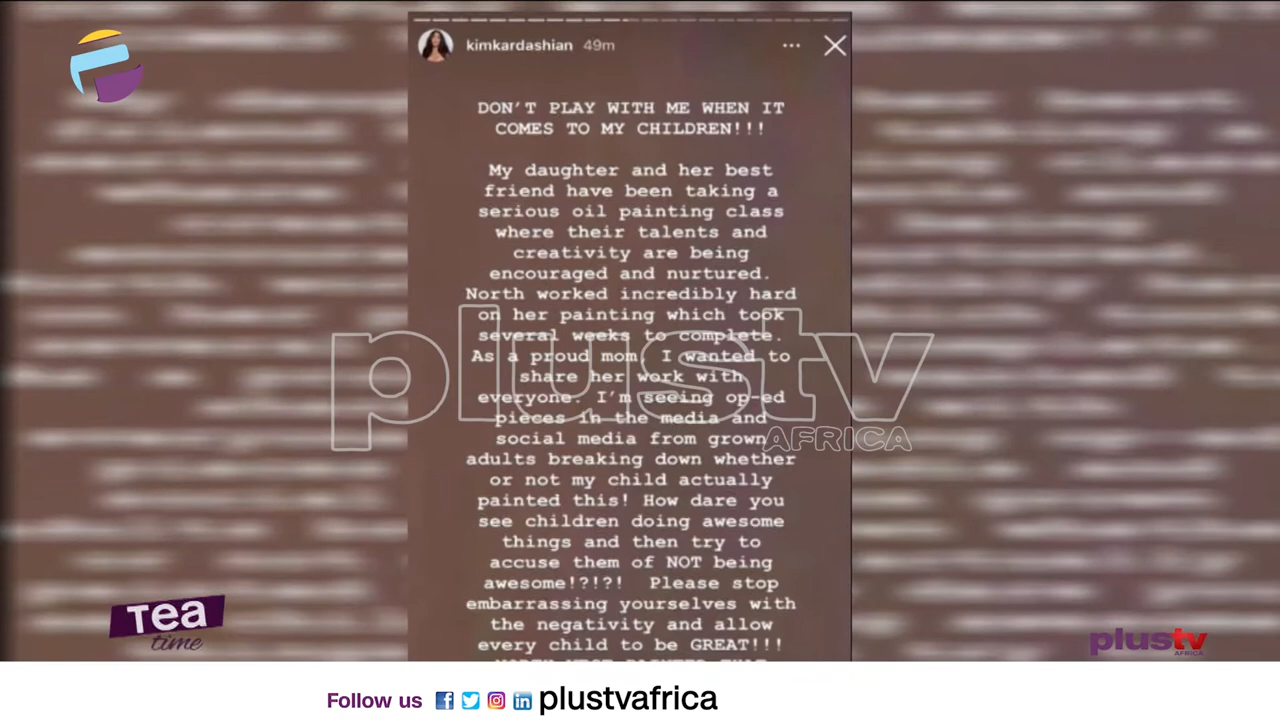 kimkardashian 49m
DON'T PLAY WITH ME WHEN IT
COMES TO MY CHILDREN!!!
My daughter and her best
friend have been taking a
serious oil painting class
where their talents and
creativity are being
encouraged and nurtured.
North worked incredibly hard
on her painting which took
several weeks to complete.
As a proud mom, I wanted to
share her work with
everyone. I'm seeing op-ed
pieces in the media and
social media from grown
adults breaking down whether
or not my child actually
painted this! How dare you
see children doing awesome
things and then try to
accuse them of NOT being
awesome!?!?! Please stop
embarrassing yourselves with
the negativity and allow
every child to be GREAT!!!
NORTH WEST PAINTED THAT
plustv
AFRICA
Tea
time
plustv
AFRICA
Follow us plustvafrica